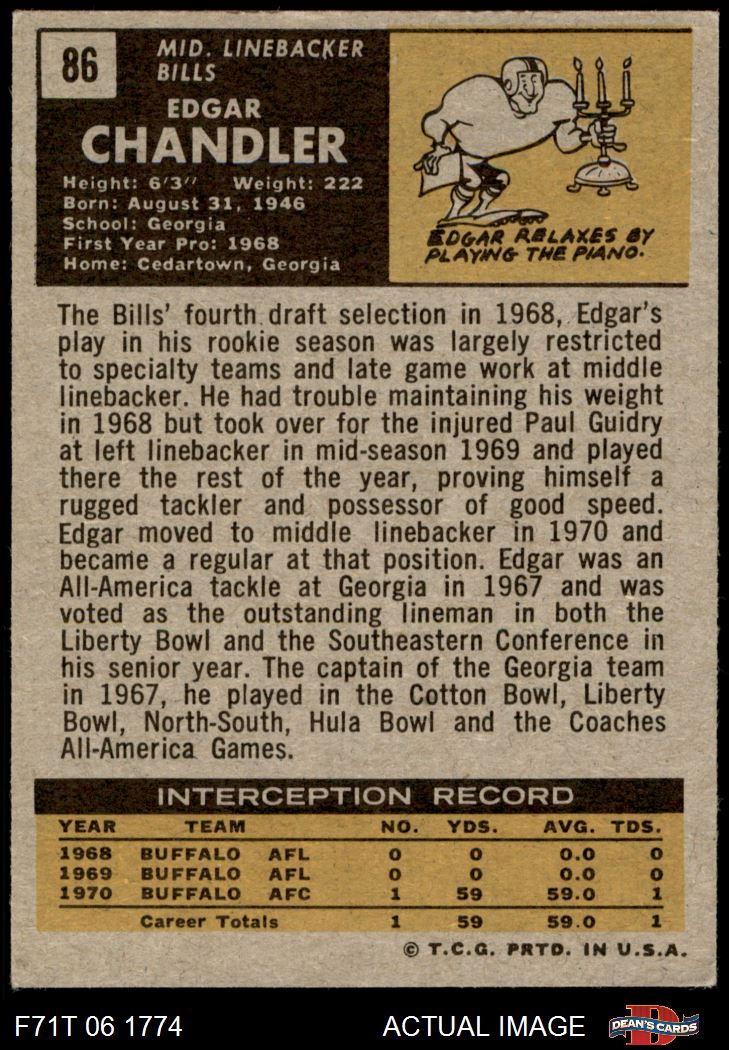 86
MID. LINEBACKER
BILLS
EDGAR
CHANDLER
Height: 6'3" Weight: 222
Born: August 31, 1946
School: Georgia
First Year Pro: 1968
Home: Cedartown, Georgia
EDGAR RELAXES BY
PLAYING THE PIANO.
The Bills' fourth draft selection in 1968, Edgar's
play in his rookie season was largely restricted
to specialty teams and late game work at middle
linebacker. He had trouble maintaining his weight
in 1968 but took over for the injured Paul Guidry
at left linebacker in mid-season 1969 and played
there the rest of the year, proving himself a
rugged tackler and possessor of good speed.
Edgar moved to middle linebacker in 1970 and
became a regular at that position. Edgar was an
All-America tackle at Georgia in 1967 and was
voted as the outstanding lineman in both the
Liberty Bowl and the Southeastern Conference in
his senior year. The captain of the Georgia team
in 1967, he played in the Cotton Bowl, Liberty
Bowl, North-South, Hula Bowl and the Coaches
All-America Games.
INTERCEPTION RECORD
YEAR TEAM NO. YDS. AVG. TDS.
1968 BUFFALO AFL 0 0 0.0 0
1969 BUFFALO AFL 0 0 0.0 0
1970 BUFFALO AFC 1 59 59.0 1
Career Totals 1 59 59.0 1
© T.C.G. PRTD. IN U.S.A.
F71T 06 1774 ACTUAL IMAGE D DEAN'S CARDS